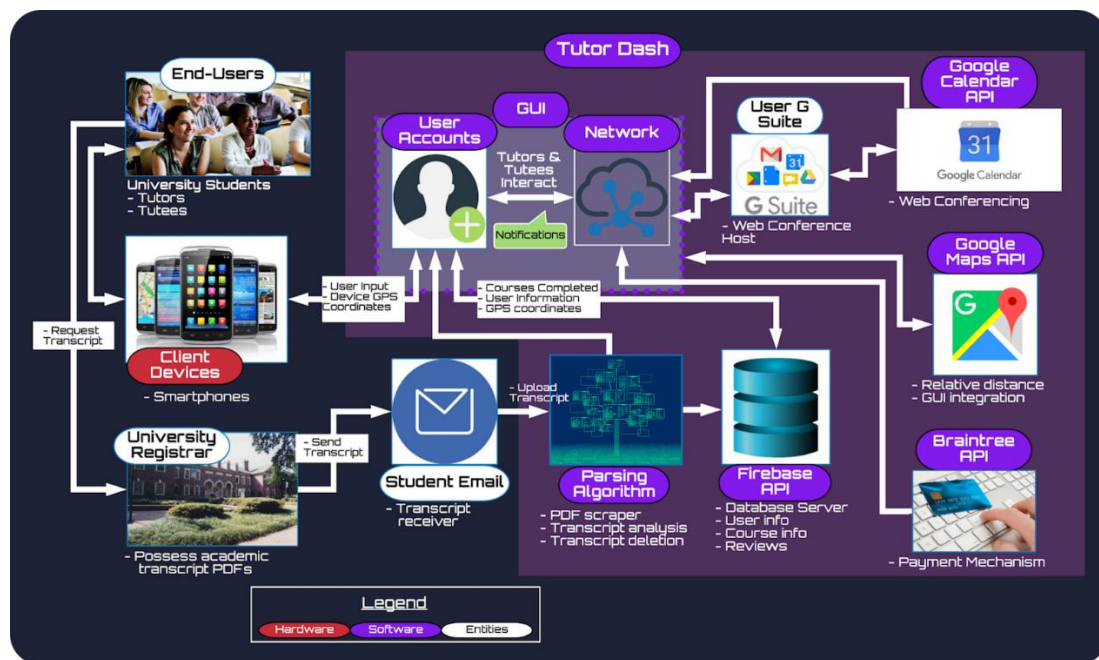 Tutor Dash
End-Users
University Students
- Tutors
- Tutees
GUI
User
Accounts
Network
Tutors &
Tutees
Interact
Notifications
User G
Suite
G Suite
- Web Conference
Host
Google
Calendar
API
31
Google Calendar
- Web Conferencing
- Request
Transcript
Client
Devices
- Smartphones
- User Input
- Device GPS
Coordinates
- Courses Completed
- User Information
- GPS coordinates
Google
Maps API
G
- Relative distance
- GUI integration
University
Registrar
- Possess academic
transcript PDFs
- Send
Transcript
Student Email
- Transcript
receiver
- Upload
Transcript
Parsing
Algorithm
- PDF scraper
- Transcript analysis
- Transcript deletion
Firebase
API
- Database Server
- User info
- Course info
- Reviews
Braintree
API
- Payment Mechanism
Legend
Hardware
Software
Entities